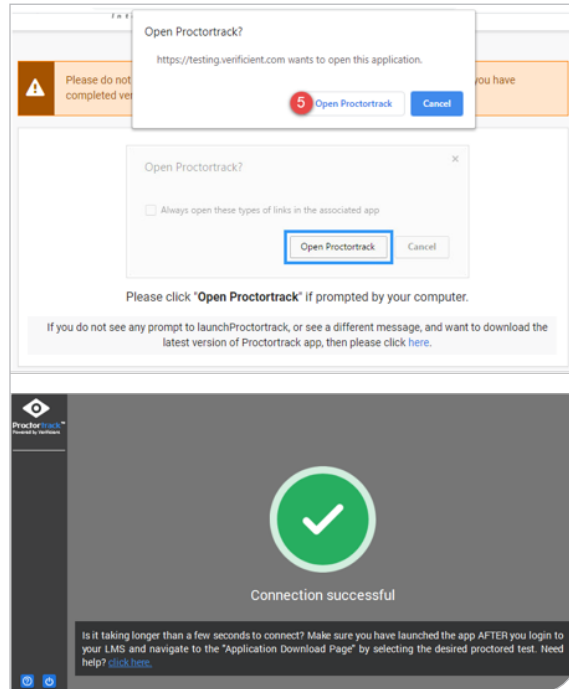 Int
Open Proctortrack?
https://testing.verificient.com wants to open this application.
Please do not
you have
completed ver
5 Open Proctortrack
Cancel
Open Proctortrack?
×
Always open these types of links in the associated app
Open Proctortrack
Cancel
Please click "Open Proctortrack" if prompted by your computer.
If you do not see any prompt to launchProctortrack, or see a different message, and want to download the
latest version of Proctortrack app, then please click here.
Proctortrack™
Powered by Verificient
Connection successful
Is it taking longer than a few seconds to connect? Make sure you have launched the app AFTER you login to
your LMS and navigate to the "Application Download Page" by selecting the desired proctored test. Need
help? click here.